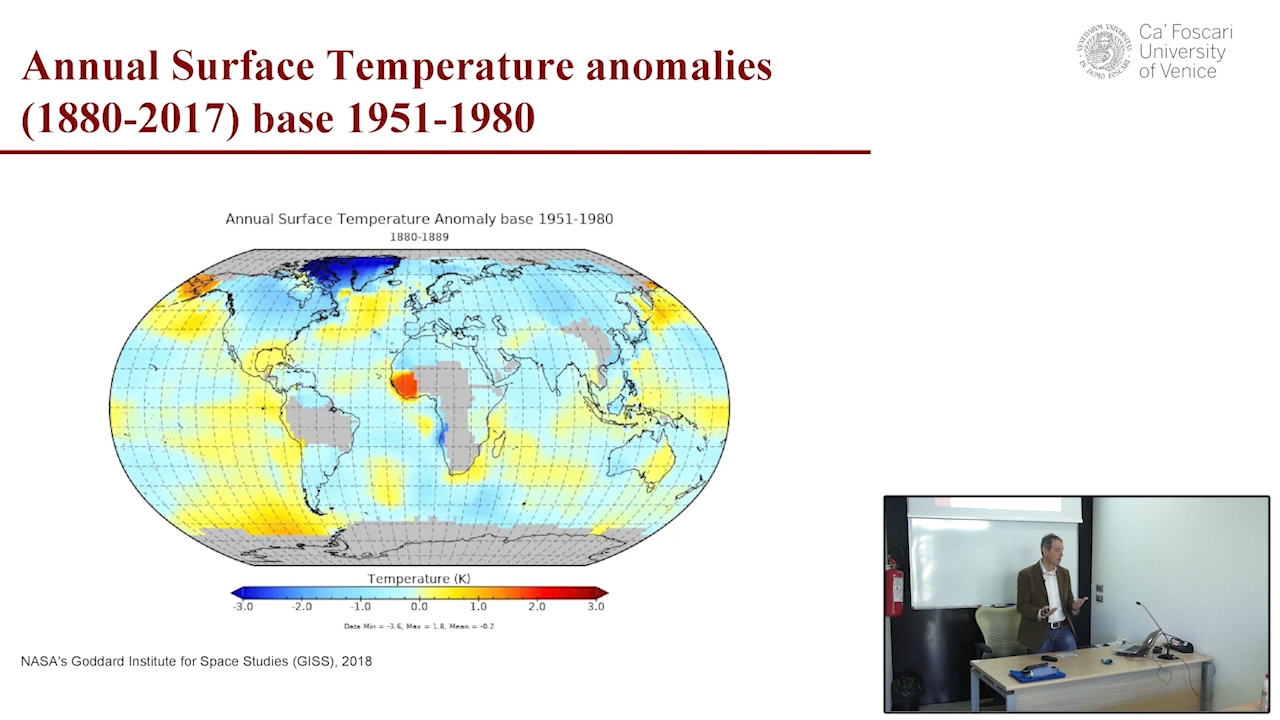 Annual Surface Temperature anomalies
(1880-2017) base 1951-1980
Ca' Foscari
University
of Venice
Annual Surface Temperature Anomaly base 1951-1980
1880-1889
Temperature (K)
-3.0 -2.0 -1.0 0.0 1.0 2.0 3.0
Data Min = -3.6, Max = 1.8, Mean = -0.2
NASA's Goddard Institute for Space Studies (GISS), 2018